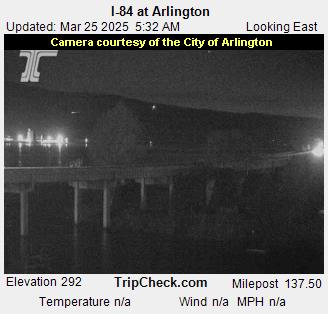 I-84 at Arlington
Updated: Mar 25 2025 5:32 AM Looking East
Camera courtesy of the City of Arlington
Elevation 292 TripCheck.com Milepost 137.50
Temperature n/a Wind n/a MPH n/a